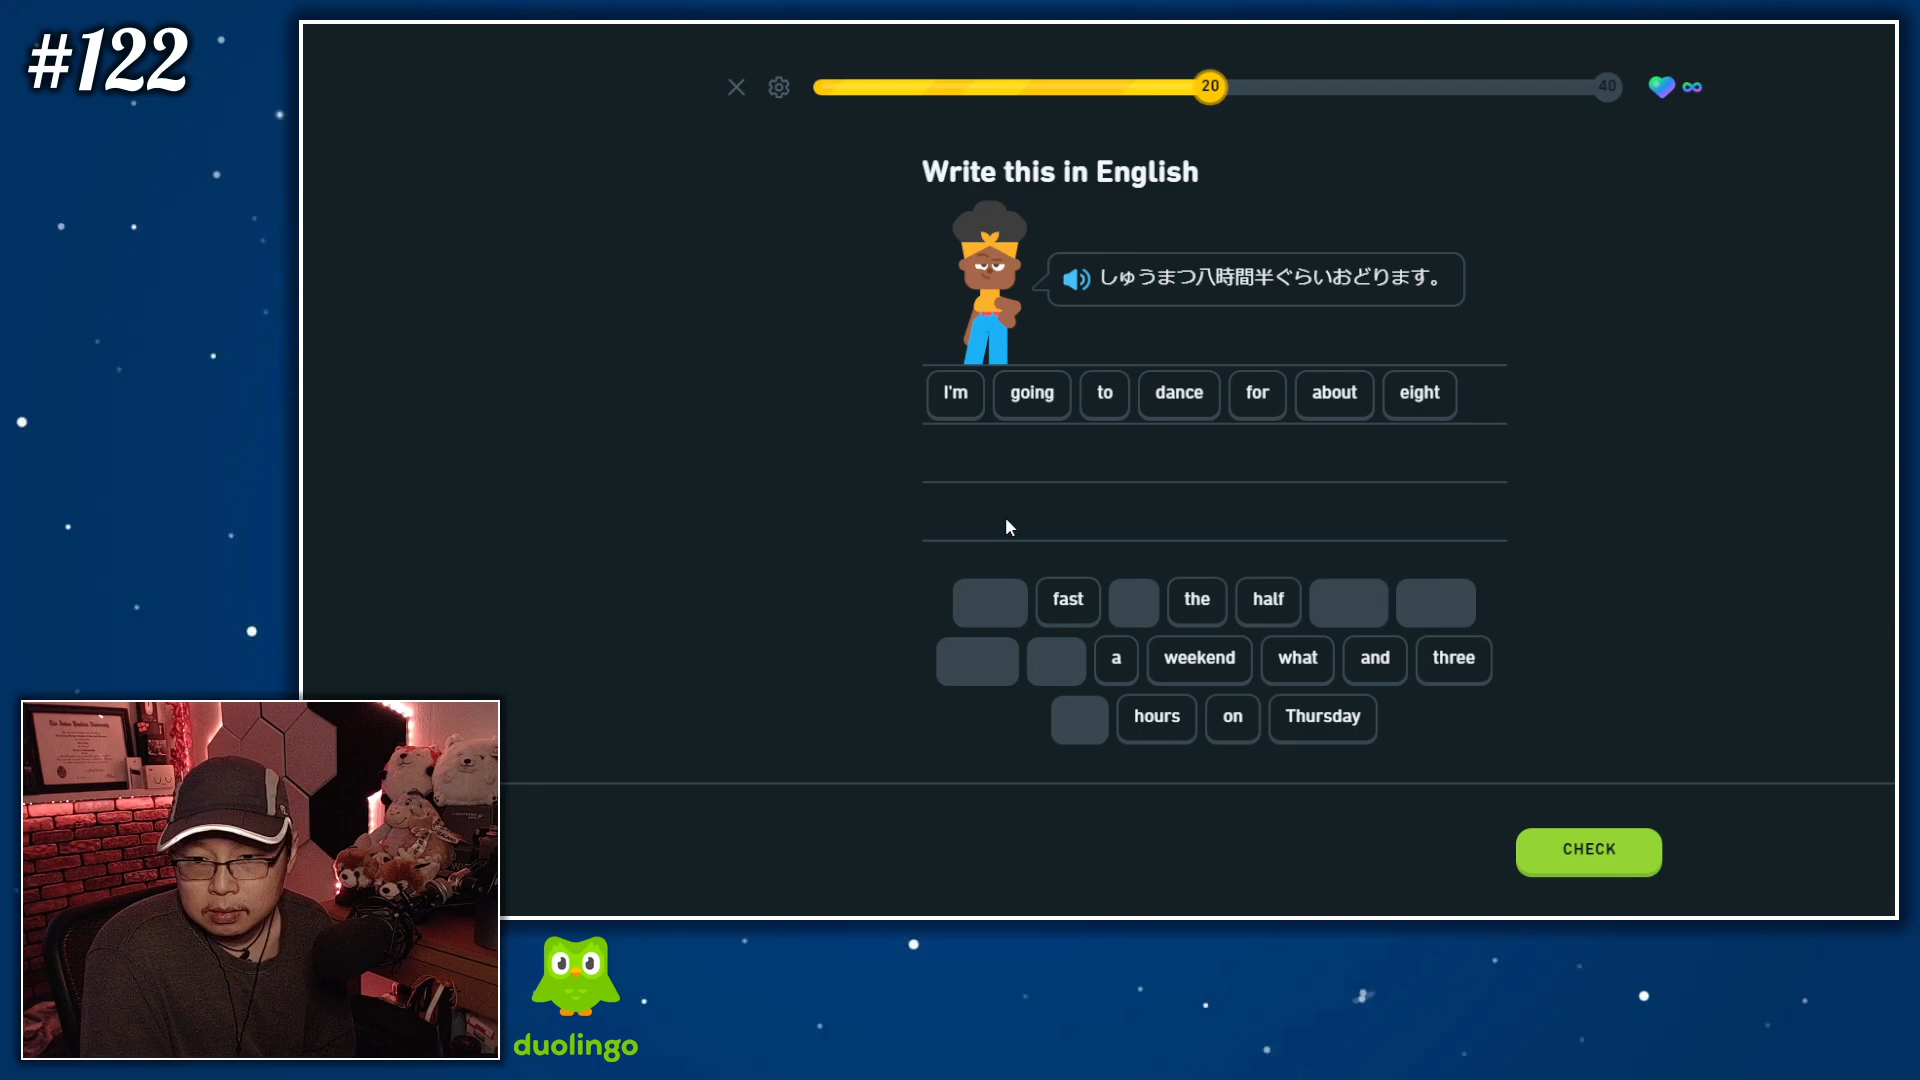 #122
20
40
Write this in English
しゅうまつ八時間半ぐらいおどります。
I'm going to dance for about eight
fast the half
a weekend what and three
hours on Thursday
CHECK
duolingo